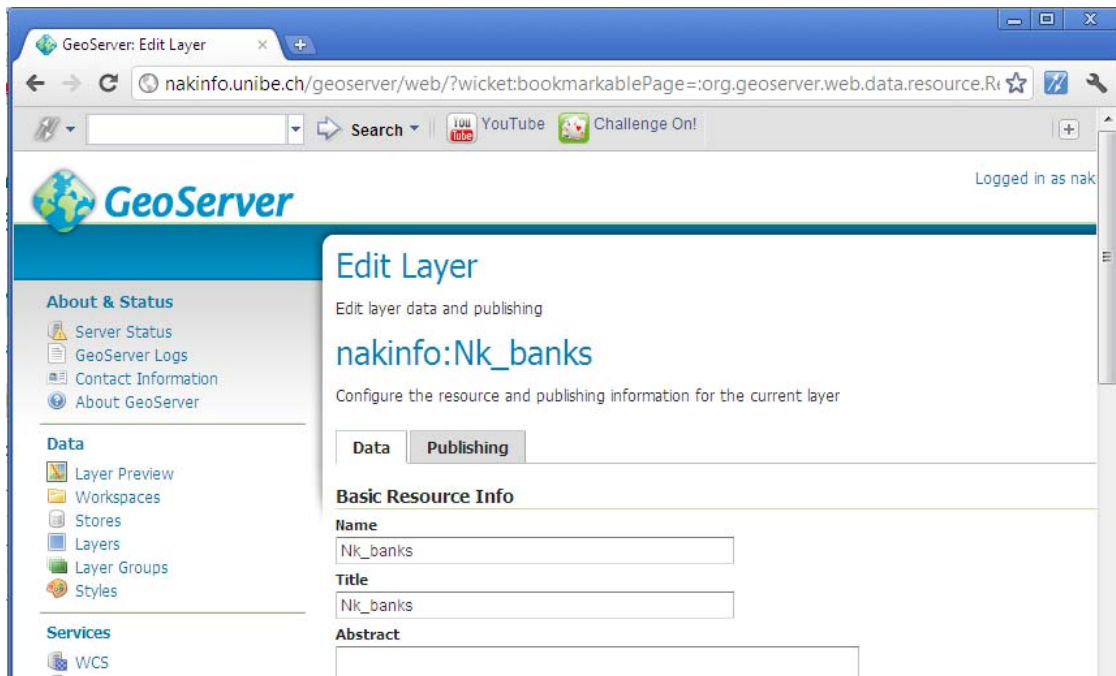 GeoServer: Edit Layer
nakinfo.unibe.ch/geoserver/web/?wicket:bookmarkablePage=:org.geoserver.web.data.resource.Re
Search
You Tube
YouTube
Challenge On!
Logged in as nak
GeoServer
Edit Layer
Edit layer data and publishing
nakinfo:Nk_banks
Configure the resource and publishing information for the current layer
Data
Publishing
Basic Resource Info
Name
Nk_banks
Title
Nk_banks
Abstract
About & Status
Server Status
GeoServer Logs
Contact Information
About GeoServer
Data
Layer Preview
Workspaces
Stores
Layers
Layer Groups
Styles
Services
WCS